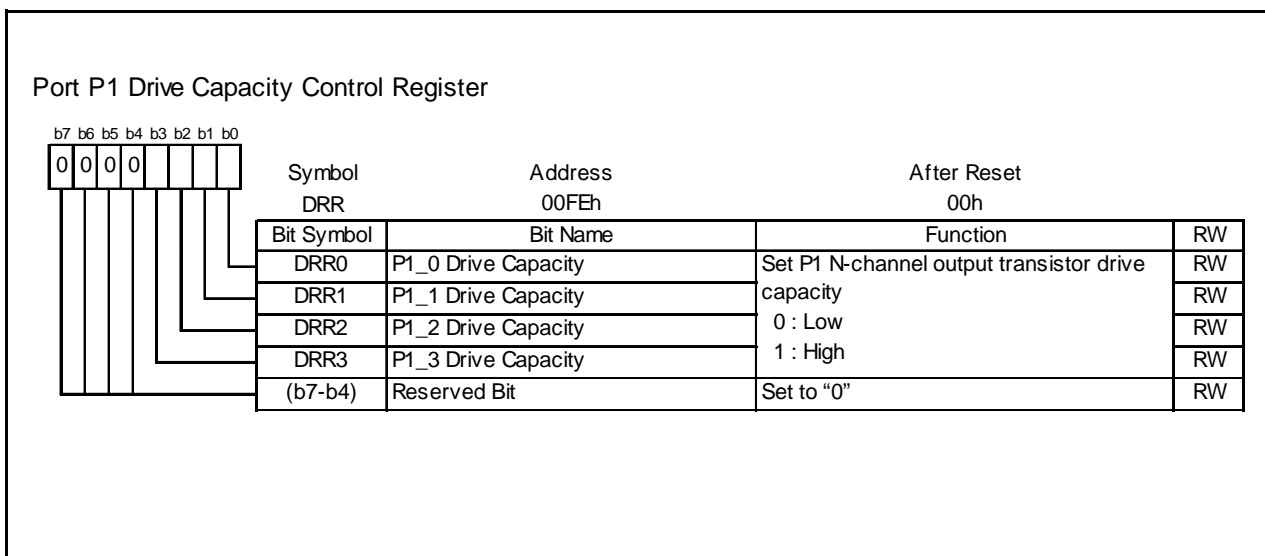 Port P1 Drive Capacity Control Register
b7 b6 b5 b4 b3 b2 b1 b0
0 0 0 0
Symbol Address After Reset
DRR 00FEh 00h
Bit Symbol Bit Name Function RW
DRR0 P1_0 Drive Capacity Set P1 N-channel output transistor drive RW
DRR1 P1_1 Drive Capacity capacity RW
DRR2 P1_2 Drive Capacity 0 : Low RW
DRR3 P1_3 Drive Capacity 1 : High RW
(b7-b4) Reserved Bit Set to “0” RW